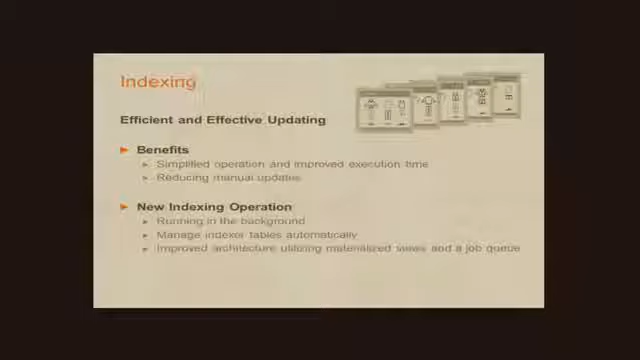 Indexing
Efficient and Effective Updating
Benefits
Simplified operation and improved execution time
Reducing manual updates
New Indexing Operation
Running in the background
Manage indexer tables automatically
Improved architecture utilizing materialized views and a job queue